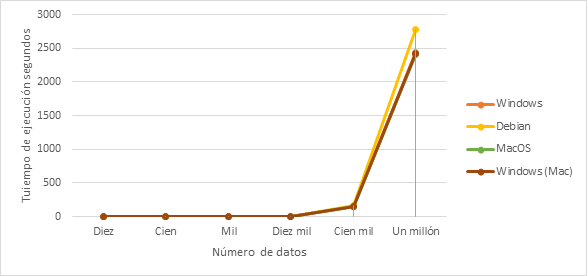 3000
2500
2000
1500
1000
500
0
Tuiempo de ejecución segundos
Diez
Cien
Mil
Diez mil
Cien mil
Un millón
Número de datos
Windows
Debian
MacOS
Windows (Mac)